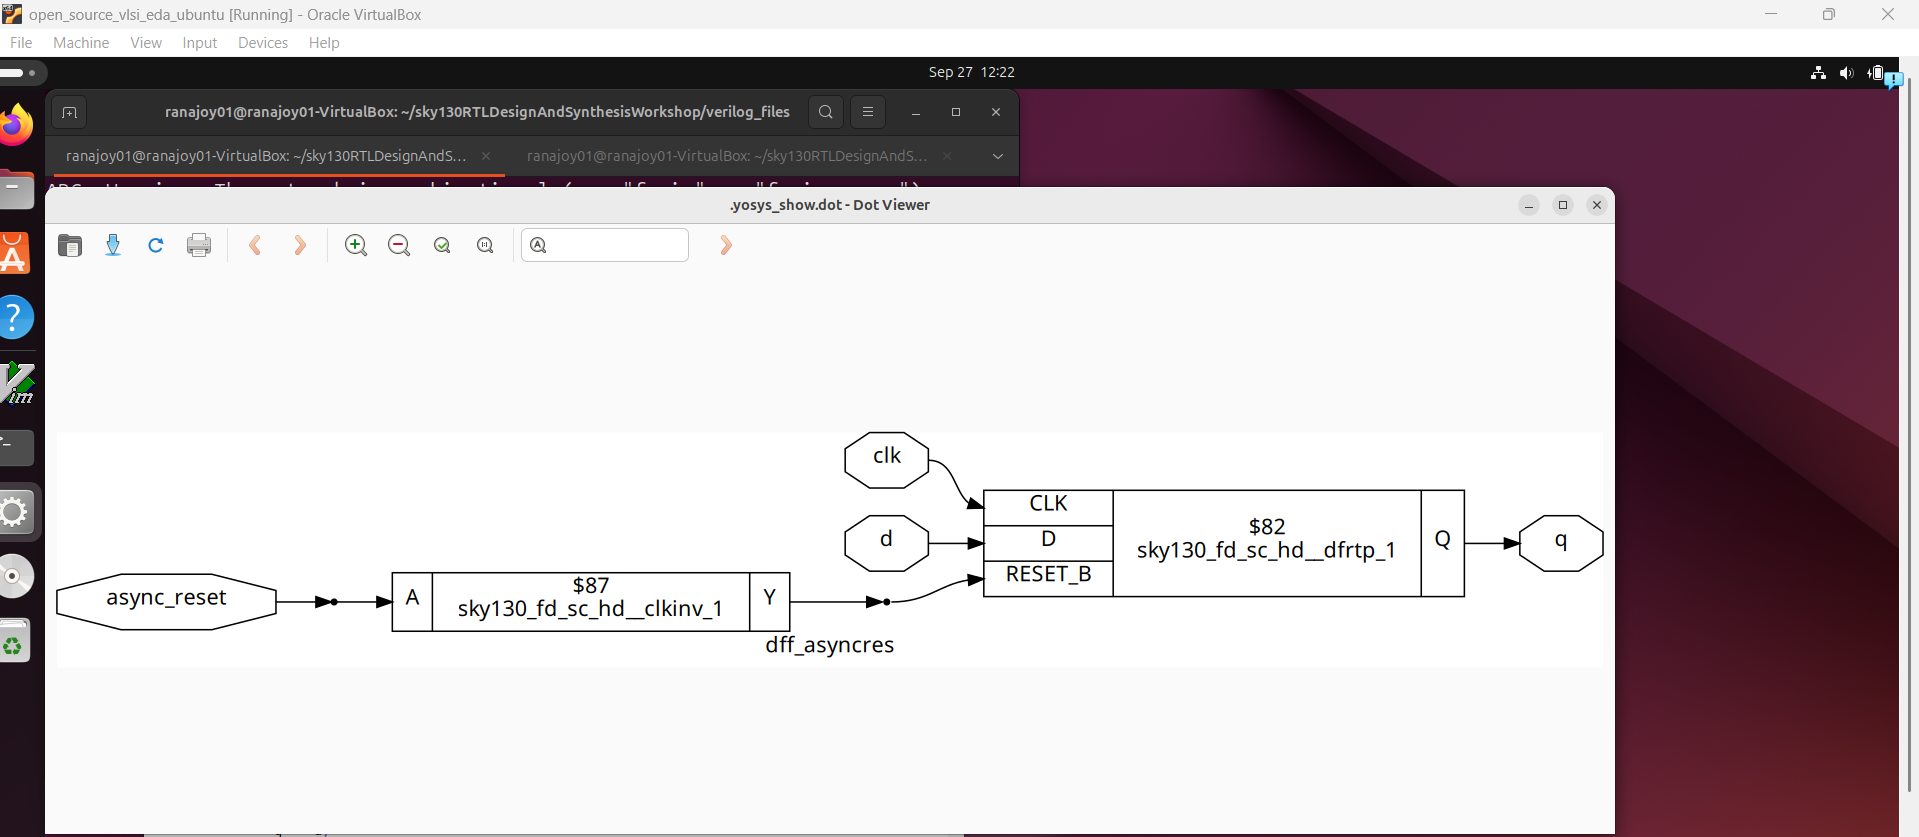 open_source_vlsi_eda_ubuntu [Running] - Oracle VirtualBox
File Machine View Input Devices Help
Sep 27 12:22
ranajoy01@ranajoy01-VirtualBox: ~/sky130RTLDesignAndSynthesisWorkshop/verilog_files
ranajoy01@ranajoy01-VirtualBox: ~/sky130RTLDesignAndS...
ranajoy01@ranajoy01-VirtualBox: ~/sky130RTLDesignAndS...
.yosys_show.dot - Dot Viewer
clk
CLK
d
D
$82
sky130_fd_sc_hd__dfrtp_1
Q
q
RESET_B
async_reset
A
$87
sky130_fd_sc_hd__clkinv_1
Y
dff_asyncres